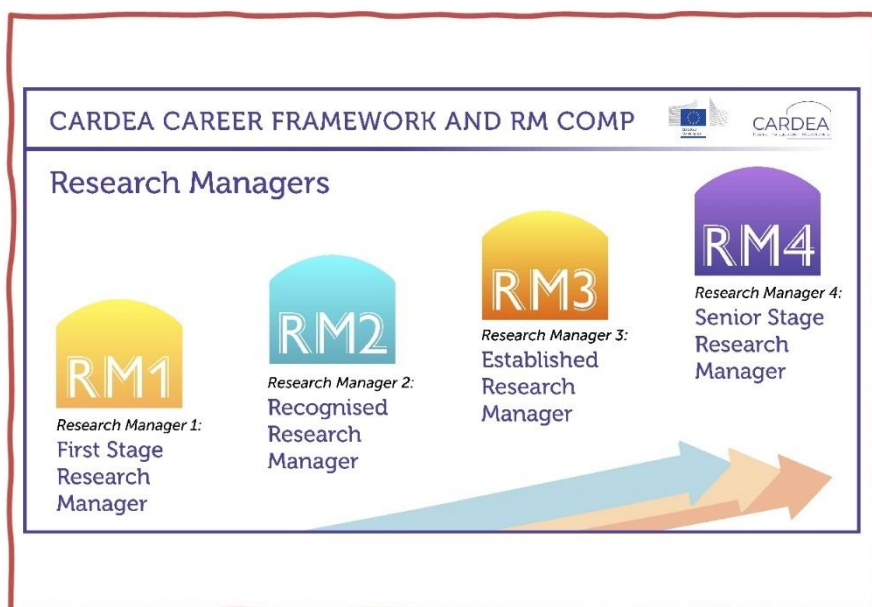 CARDEA CAREER FRAMEWORK AND RM COMP
CARDEA
Research Managers
RM1
Research Manager 1:
First Stage
Research
Manager
RM2
Research Manager 2:
Recognised
Research
Manager
RM3
Research Manager 3:
Established
Research
Manager
RM4
Research Manager 4:
Senior Stage
Research
Manager